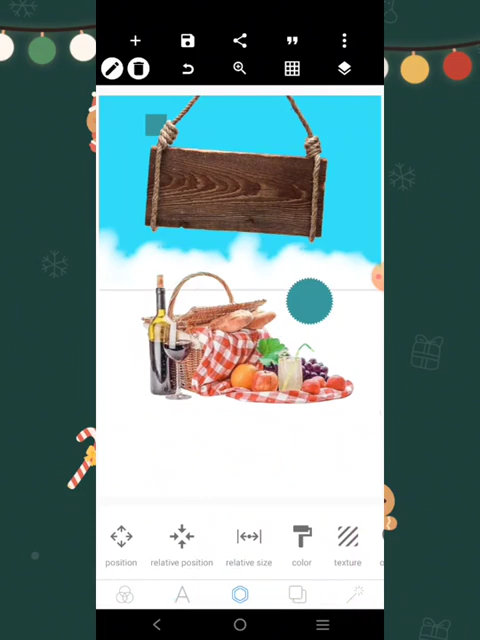 position
relative position
relative size
color
texture